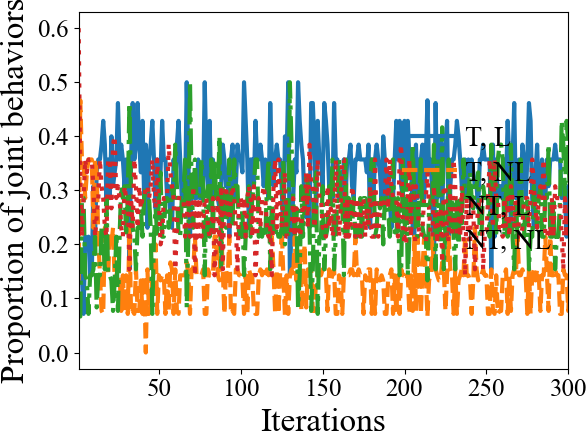 Proportion of joint behaviors
0.6
0.5
0.4
0.3
0.2
0.1
0.0
T, L
T, NL
NT, L
NT, NL
50 100 150 200 250 300
Iterations